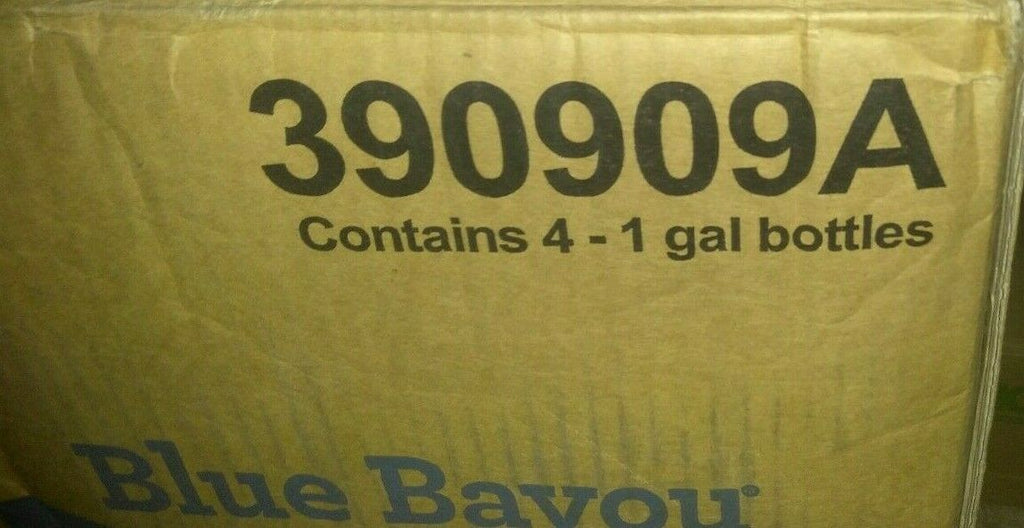 390909A
Contains 4 - 1 gal bottles
Blue Bayou®